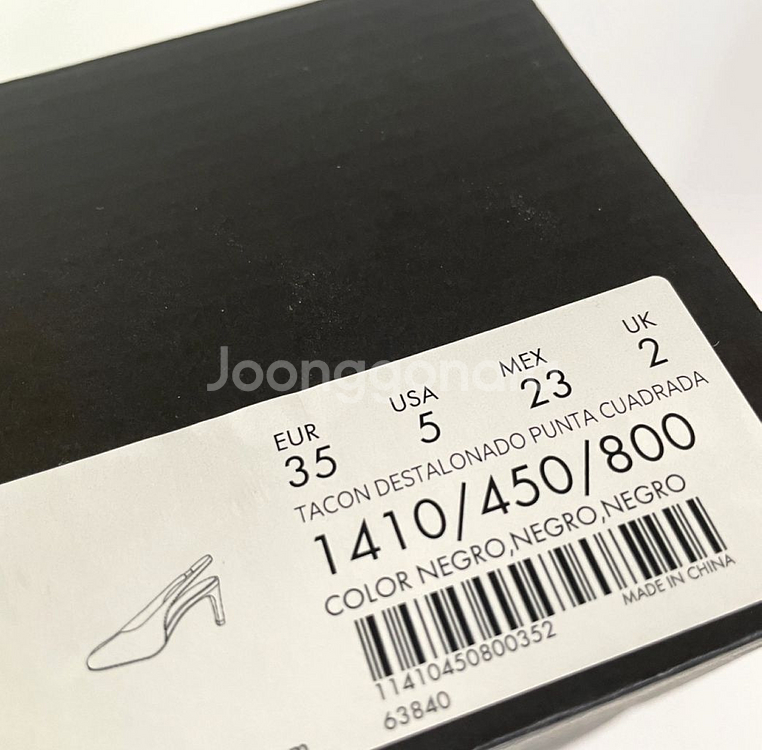 EUR USA MEX UK
35 5 23 2
TACON DESTALONADO PUNTA CUADRADA
1410/450/800
COLOR NEGRO,NEGRO,NEGRO
MADE IN CHINA
11410450800352
63840